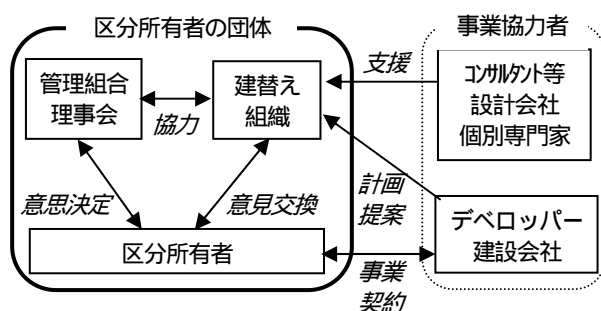 区分所有者の団体
管理組合
理事会
協力
建替え
組織
意思決定
意見交換
区分所有者
事業協力者
支援
ｺﾝｻﾙﾀﾝﾄ等
設計会社
個別専門家
計画
提案
デベロッパー
建設会社
事業
契約